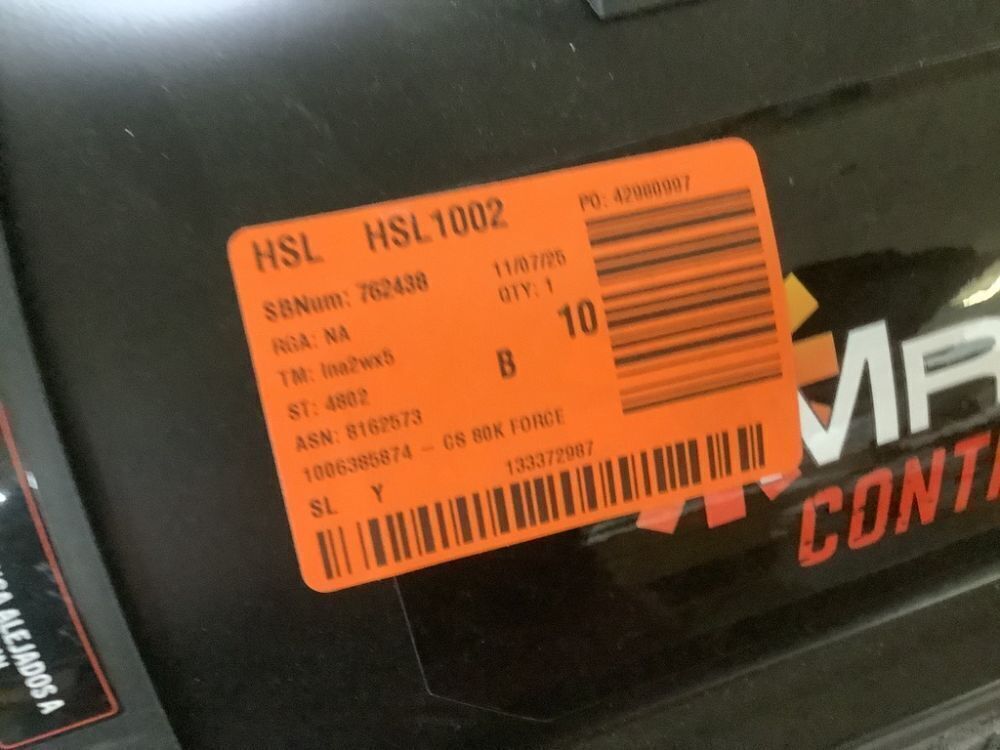 HSL HSL1002
PO: 42980997
SBNum: 762438
11/07/25
RGA: NA
QTY: 1
TM: lna2wx5
B
10
ST: 4802
ASN: 8162573
1006385874 - CS 80K FORCE
SL Y
133372987
CONT
ALEJADOS A